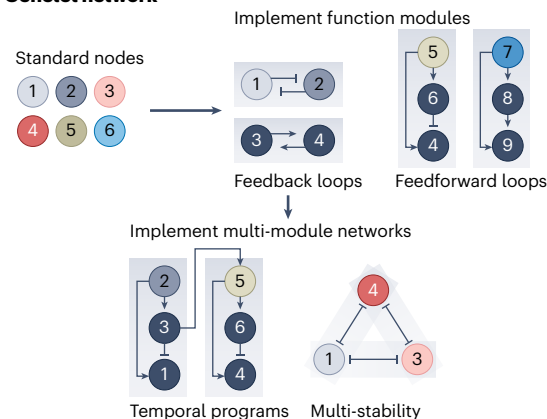 Implement function modules
Standard nodes
1 2 3
4 5 6
1 2
3 4
5
6
4
7
8
9
Feedback loops
Feedforward loops
Implement multi-module networks
2
3
1
5
6
4
4
1 3
Temporal programs
Multi-stability